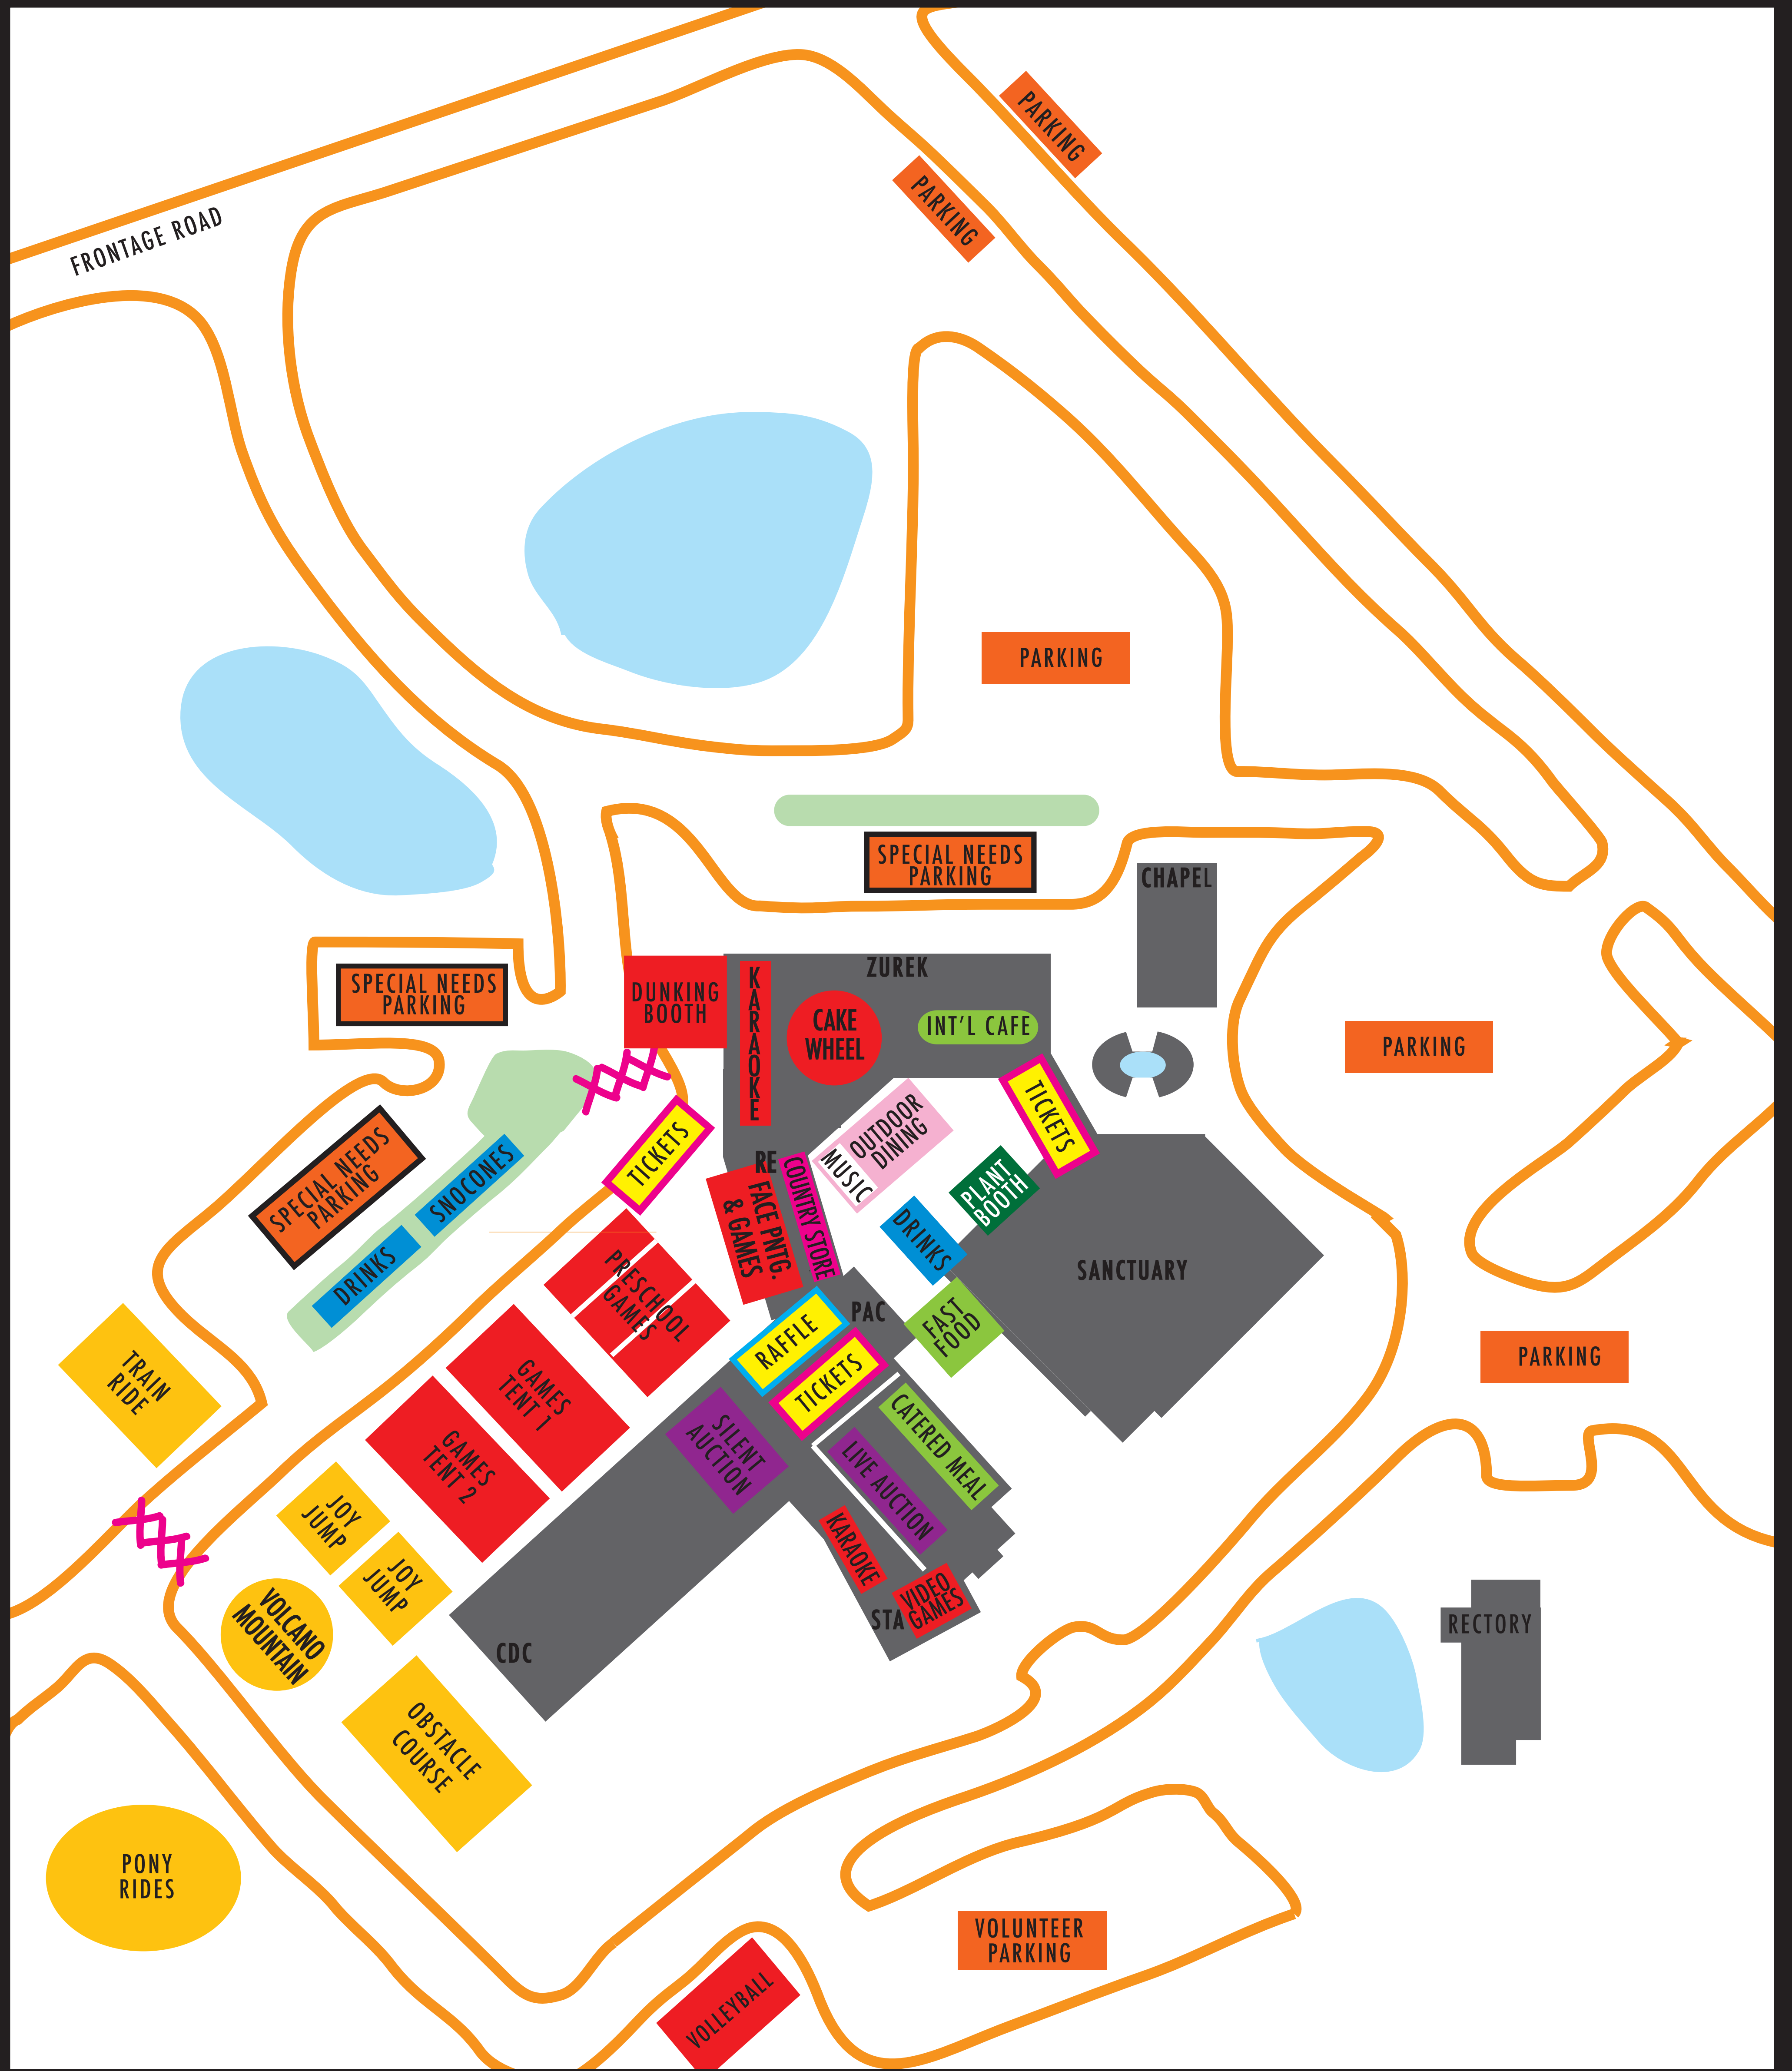 PARKING
PARKING
FRONTAGE ROAD
PARKING
SPECIAL NEEDS
PARKING
CHAPEL
ZUREK
SPECIAL NEEDS
PARKING
DUNKING
BOOTH
KARAOKE
CAKE
WHEEL
INT'L CAFE
PARKING
TICKETS
OUTDOOR
DINING
MUSIC
TICKETS
SPECIAL NEEDS
PARKING
SNOCONES
RE
COUNTRY STORE
PLANT
BOOTH
FACE PNTG.
& GAMES
DRINKS
DRINKS
SANCTUARY
PRESCHOOL
GAMES
PAC
FAST
FOOD
RAFFLE
TICKETS
PARKING
TRAIN
RIDE
GAMES
TENT 1
GAMES
TENT 2
SILENT
AUCTION
CATERED MEAL
LIVE AUCTION
JOY
JUMP
JOY
JUMP
KARAOKE
VIDEO
GAMES
STA
VOLCANO
MOUNTAIN
CDC
RECTORY
OBSTACLE
COURSE
PONY
RIDES
VOLUNTEER
PARKING
VOLLEYBALL